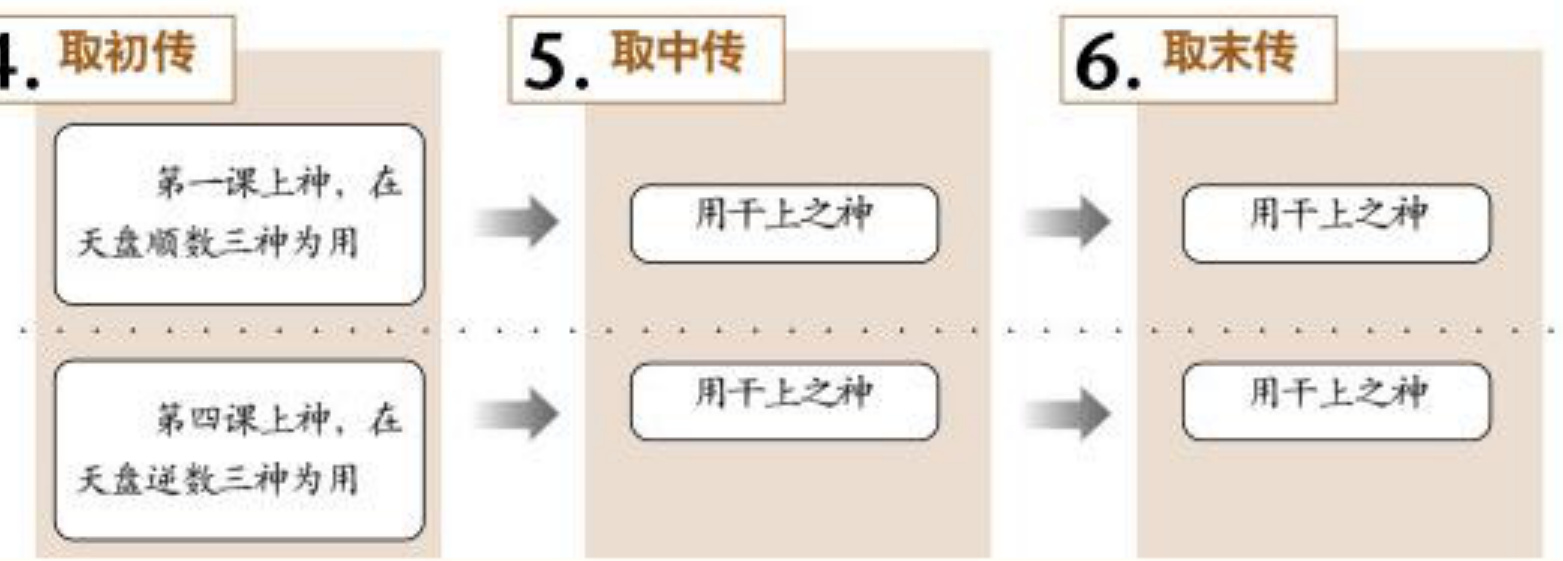 4. 取初传
第一课上神，在
天盘顺数三神为用
第四课上神，在
天盘逆数三神为用
5. 取中传
用干上之神
用干上之神
6. 取末传
用干上之神
用干上之神